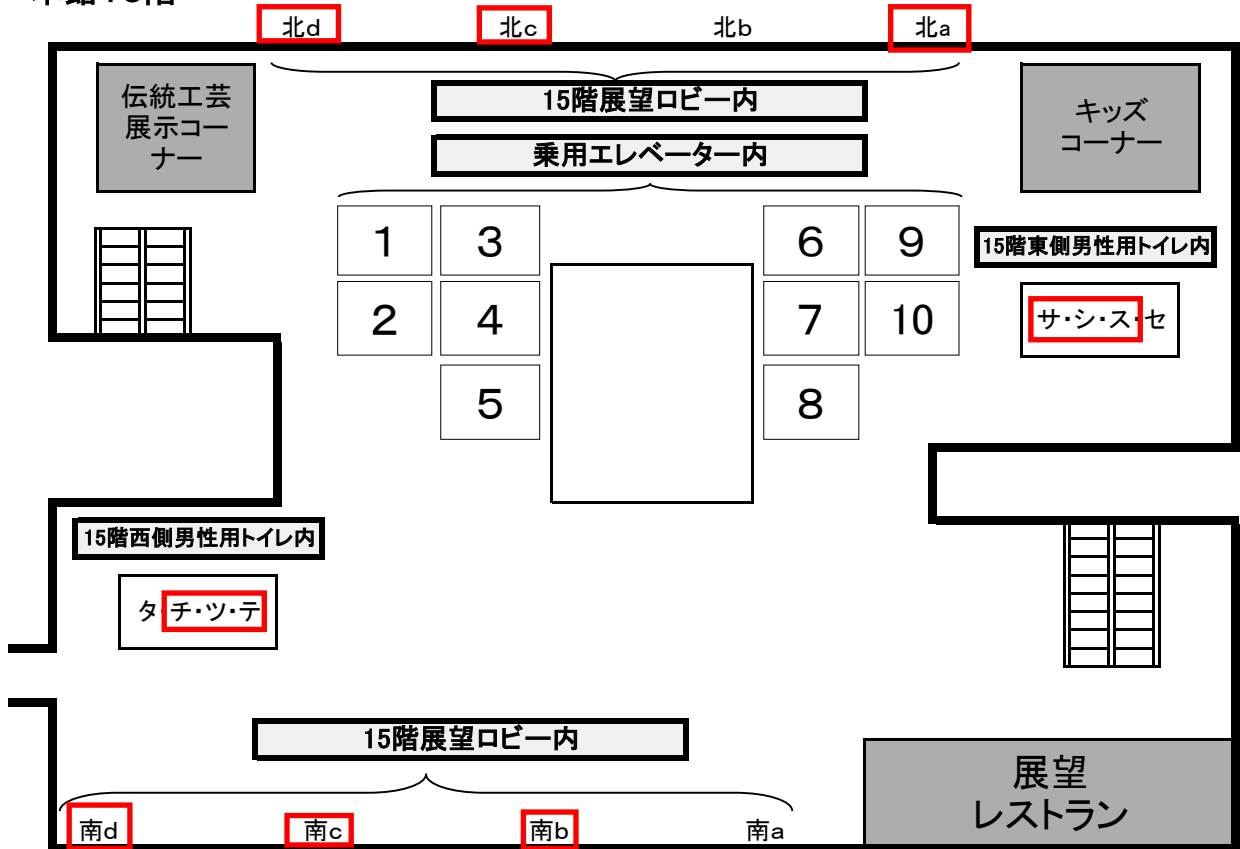 北d
北c
北b
北a
伝統工芸
展示コー
ナー
15階展望ロビー内
乗用エレベーター内
キッズ
コーナー
1
3
6
9
15階東側男性用トイレ内
2
4
7
10
サ・シ・ス・セ
5
8
15階西側男性用トイレ内
タ・チ・ツ・テ
15階展望ロビー内
展望
レストラン
南d
南c
南b
南a